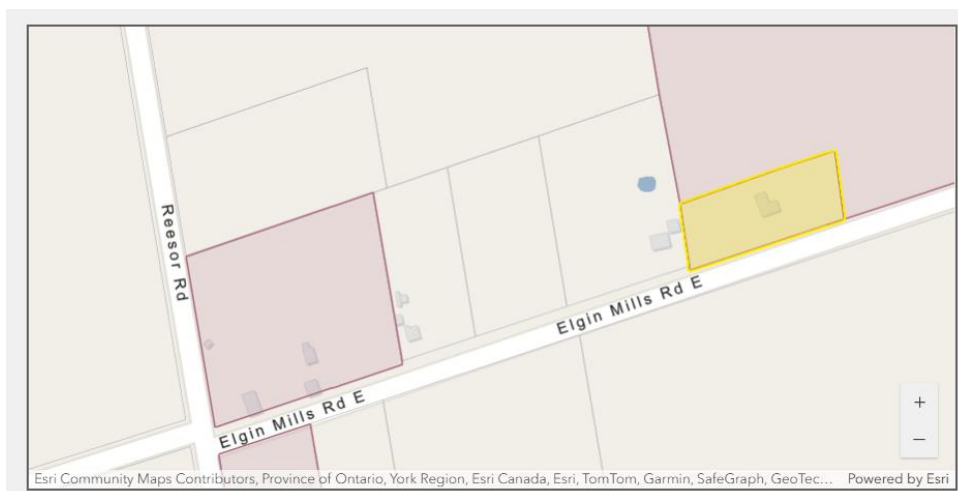 Reesor Rd
Elgin Mills Rd E
Elgin Mills Rd E
+
−
Esri Community Maps Contributors, Province of Ontario, York Region, Esri Canada, Esri, TomTom, Garmin, SafeGraph, GeoTec... Powered by Esri